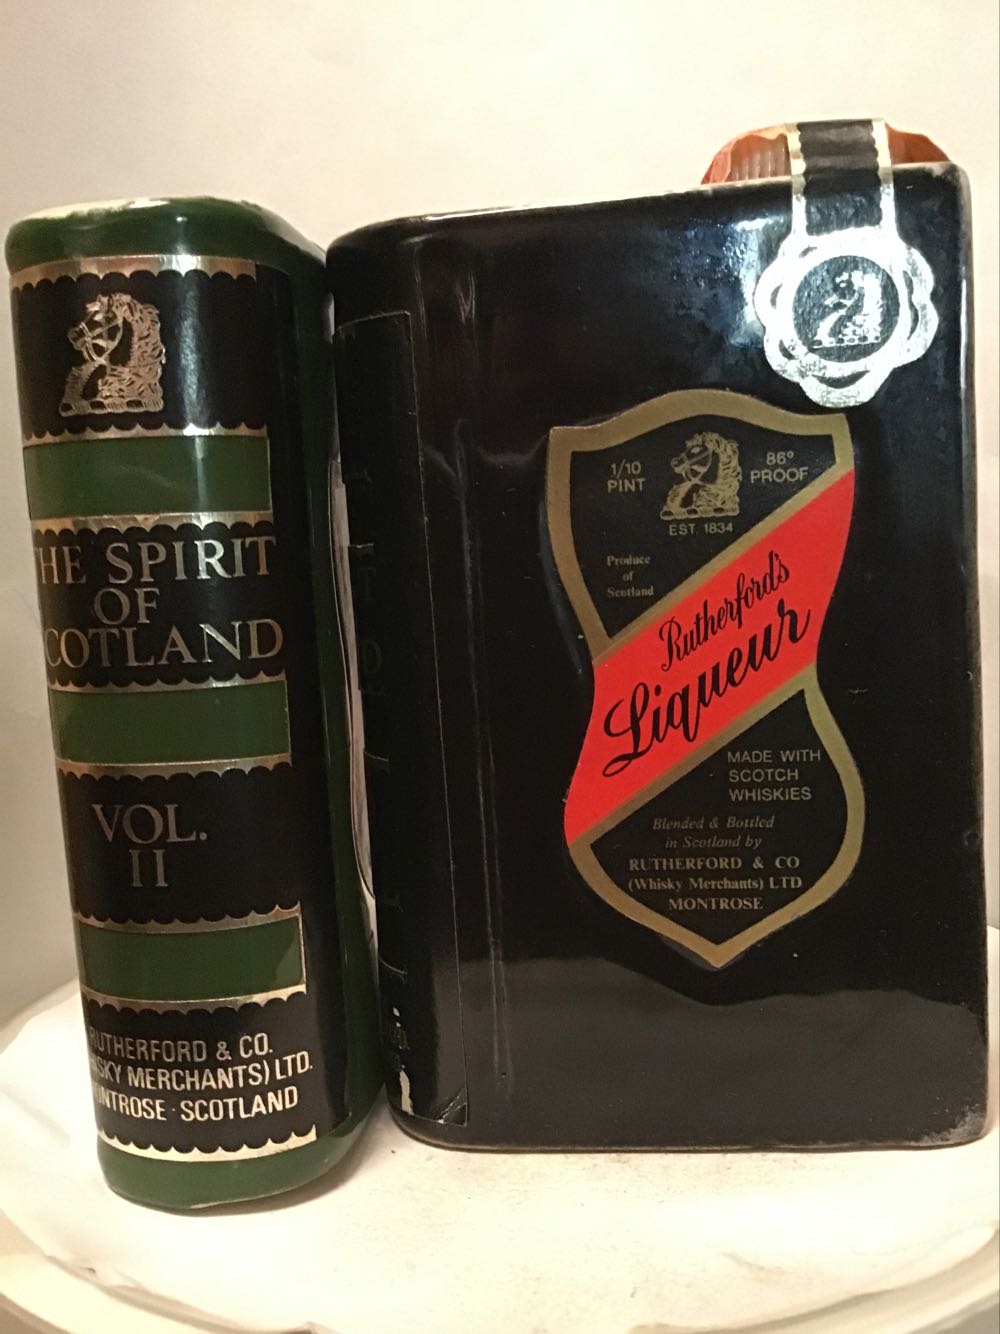 THE SPIRIT
OF
SCOTLAND
VOL.
II
RUTHERFORD & CO.
(WHISKY MERCHANTS) LTD.
MONTROSE · SCOTLAND
1/10
PINT
86°
PROOF
EST. 1834
Produce
of
Scotland
Rutherford's
Liqueur
MADE WITH
SCOTCH
WHISKIES
Blended & Bottled
in Scotland by
RUTHERFORD & CO
(Whisky Merchants) LTD
MONTROSE